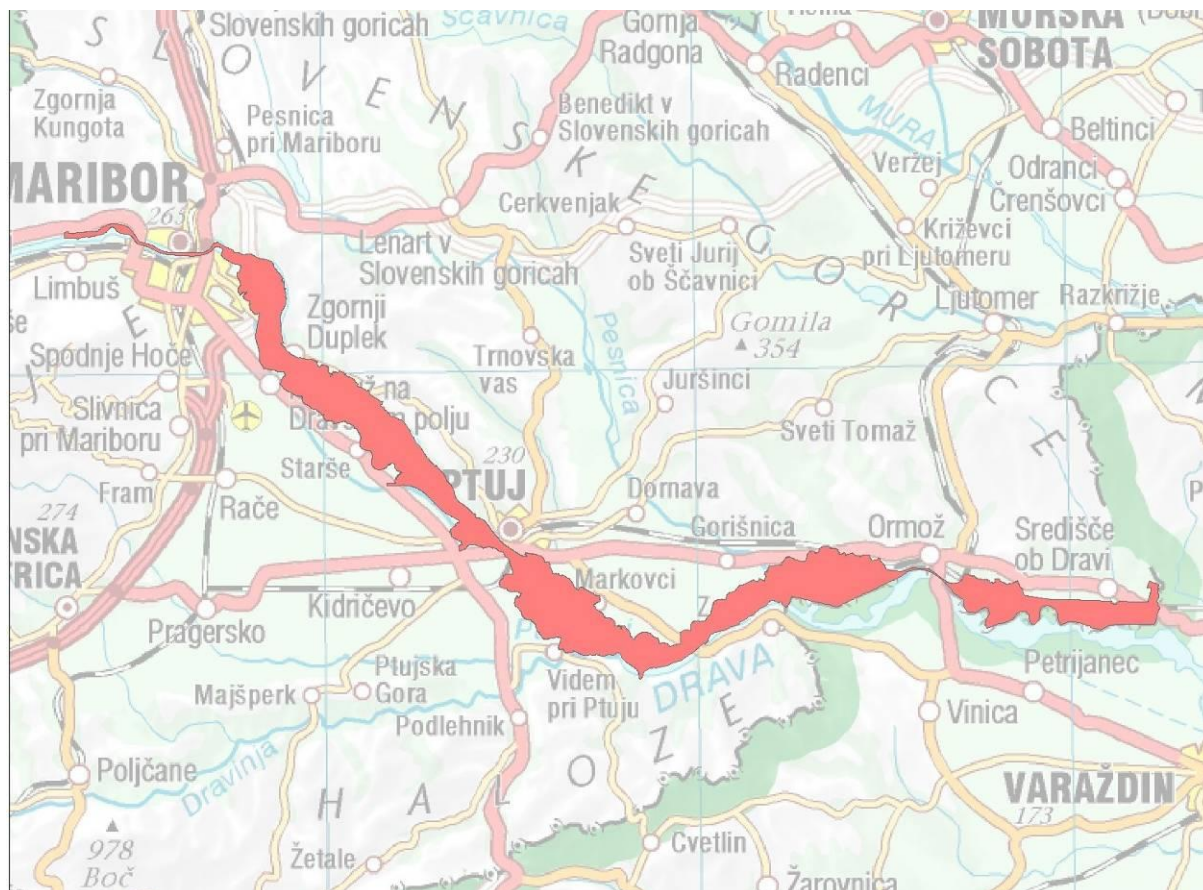 S L O V E N S K E G O R I C E
Slovenskih goricah
Ščavnica
Gornja
Radgona
MURSKA
SOBOTA
Radenci
Zgornja
Kungota
Pesnica
pri Mariboru
Benedikt v
Slovenskih goricah
MURA
Beltinci
Veržej
Odranci
Črenšovci
MARIBOR
265
Cerkvenjak
Lenart v
Slovenskih goricah
Sveti Jurij
ob Ščavnici
Križevci
pri Ljutomeru
Limbuš
Zgornji
Duplek
Ljutomer
Razkrižje
Gomila
354
Pesnica
Spodnje Hoče
Trnovska
vas
Juršinci
Slivnica
pri Mariboru
na
polju
Sveti Tomaž
Starše
230
PTUJ
Fram
Rače
Dornava
Gorišnica
Ormož
Središče
ob Dravi
274
NSKA
TRICA
Markovci
Kidričevo
Pragersko
Petrijanec
Ptujska
Gora
Majšperk
Videm
pri Ptuju
DRAVA
Podlehnik
Vinica
Poljčane
Dravinja
H A L O Z E
VARAŽDIN
173
978
Boč
Žetale
Cvetlin
Žarovnica